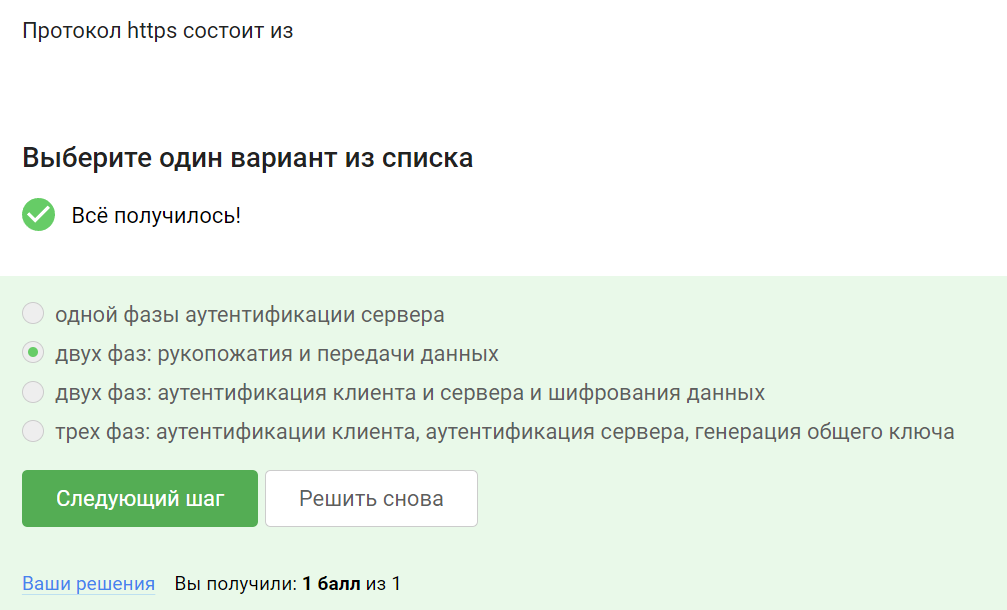 Протокол https состоит из
Выберите один вариант из списка
Всё получилось!
одной фазы аутентификации сервера
двух фаз: рукопожатия и передачи данных
двух фаз: аутентификация клиента и сервера и шифрования данных
трех фаз: аутентификации клиента, аутентификация сервера, генерация общего ключа
Следующий шаг Решить снова
Ваши решения Вы получили: 1 балл из 1